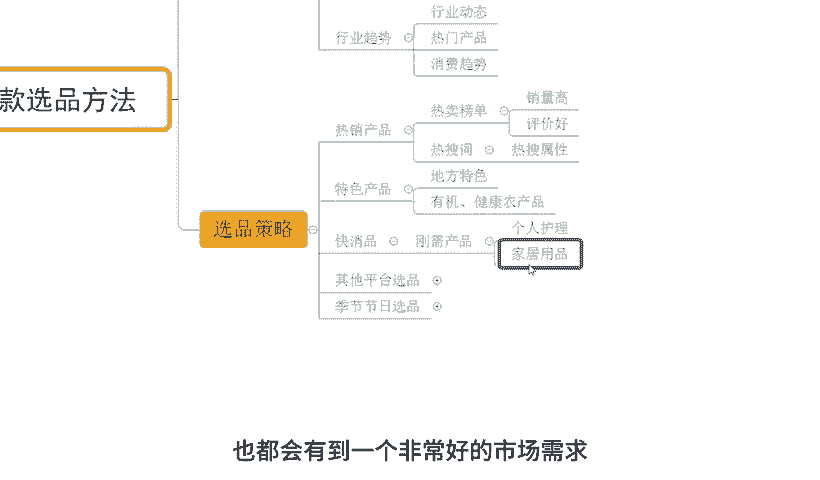 行业动态
行业趋势
热门产品
消费趋势
款选品方法
销量高
热卖榜单
评价好
热销产品
热搜词
热搜属性
地方特色
特色产品
有机、健康农产品
选品策略
个人护理
快消品
刚需产品
家居用品
其他平台选品
季节节日选品
也都会有到一个非常好的市场需求